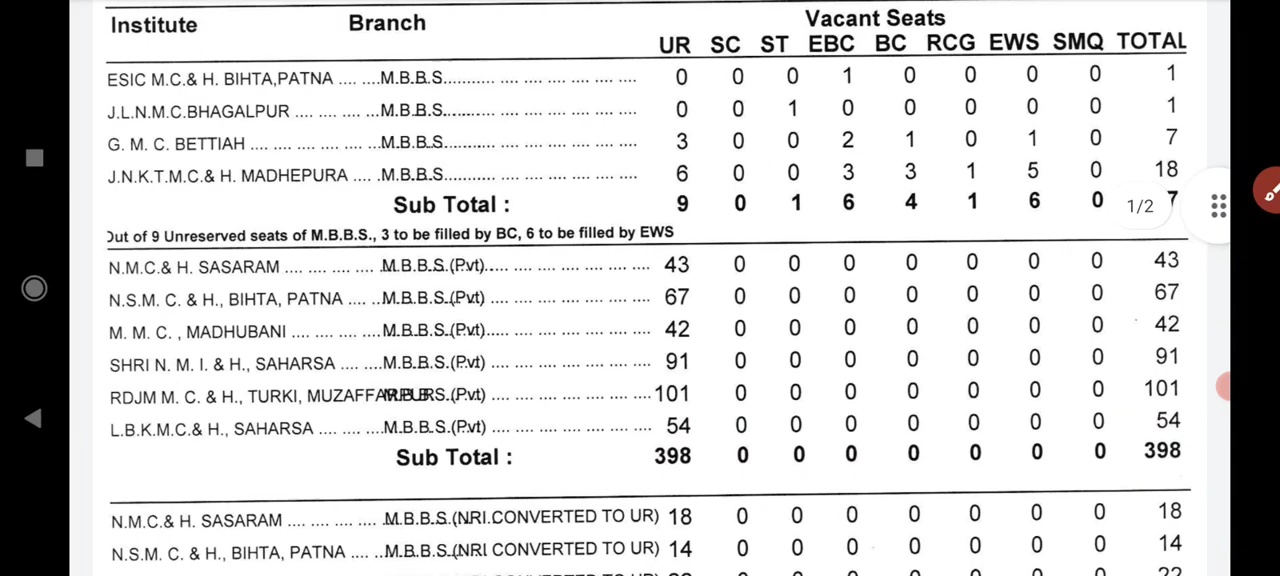 Institute Branch Vacant Seats
UR SC ST EBC BC RCG EWS SMQ TOTAL
ESIC M.C.& H. BIHTA,PATNA .... ....M.B.B.S............ .... .... .... .... .... .... 0 0 0 1 0 0 0 0 1
J.L.N.M.C.BHAGALPUR .... .... .... ....M.B.B.S............ .... .... .... .... .... .... 0 0 1 0 0 0 0 0 1
G. M. C. BETTIAH .... .... .... .... ....M.B.B.S............ .... .... .... .... .... .... 3 0 0 2 1 0 1 0 7
J.N.K.T.M.C.& H. MADHEPURA .... ....M.B.B.S............ .... .... .... .... .... .... 6 0 0 3 3 1 5 0 18
Sub Total : 9 0 1 6 4 1 6 0 7
1/2
Out of 9 Unreserved seats of M.B.B.S., 3 to be filled by BC, 6 to be filled by EWS
N.M.C.& H. SASARAM .... .... .... ....M.B.B.S.(Pvt)..... .... .... .... .... .... 43 0 0 0 0 0 0 0 43
N.S.M. C. & H., BIHTA, PATNA .... ....M.B.B.S.(Pvt) .... .... .... .... .... .... 67 0 0 0 0 0 0 0 67
M. M. C. , MADHUBANI .... .... .... ....M.B.B.S.(Pvt)..... .... .... .... .... .... 42 0 0 0 0 0 0 0 42
SHRI N. M. I. & H., SAHARSA .... ....M.B.B.S.(Pvt) .... .... .... .... .... .... 91 0 0 0 0 0 0 0 91
RDJM M. C. & H., TURKI, MUZAFFARPUR M.B.B.S.(Pvt) .... .... .... .... .... .... 101 0 0 0 0 0 0 0 101
L.B.K.M.C.& H., SAHARSA .... .... ....M.B.B.S.(Pvt) .... .... .... .... .... .... 54 0 0 0 0 0 0 0 54
Sub Total : 398 0 0 0 0 0 0 0 398
N.M.C.& H. SASARAM .... .... .... ....M.B.B.S.(NRI.CONVERTED TO UR) 18 0 0 0 0 0 0 0 18
N.S.M. C. & H., BIHTA, PATNA .... ....M.B.B.S.(NRI. CONVERTED TO UR) 14 0 0 0 0 0 0 0 14